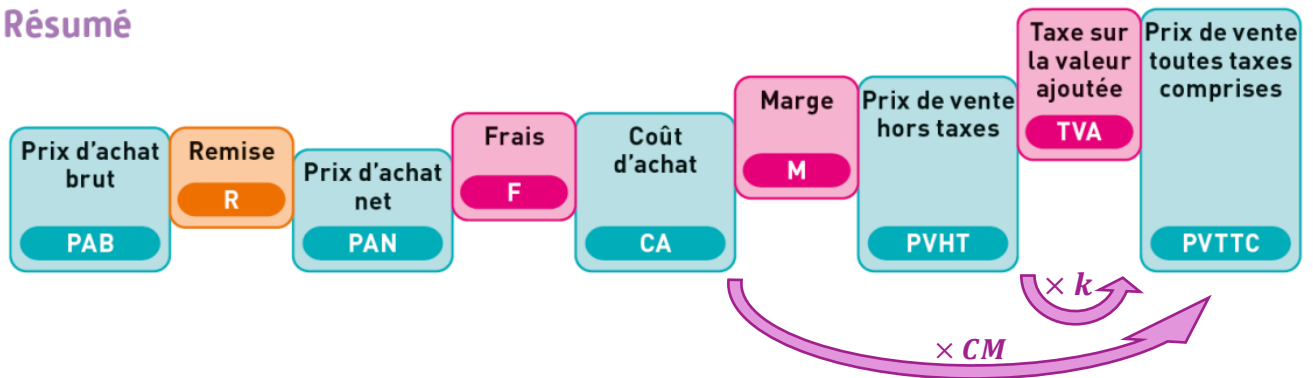 Résumé
Prix d'achat
brut
PAB
Remise
R
Prix d'achat
net
PAN
Frais
F
Coût
d'achat
CA
Marge
M
Prix de vente
hors taxes
PVHT
Taxe sur
la valeur
ajoutée
TVA
Prix de vente
toutes taxes
comprises
PVTTC
× k
× CM